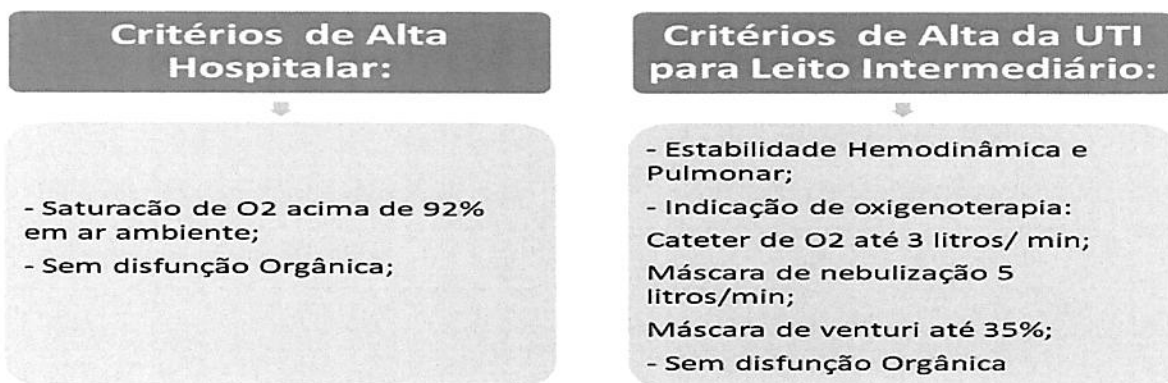 Critérios de Alta
Hospitalar:
- Saturacão de O2 acima de 92%
em ar ambiente;
- Sem disfunção Orgânica;
Critérios de Alta da UTI
para Leito Intermediário:
- Estabilidade Hemodinâmica e
Pulmonar;
- Indicação de oxigenoterapia:
Cateter de O2 até 3 litros/ min;
Máscara de nebulização 5
litros/min;
Máscara de venturi até 35%;
- Sem disfunção Orgânica